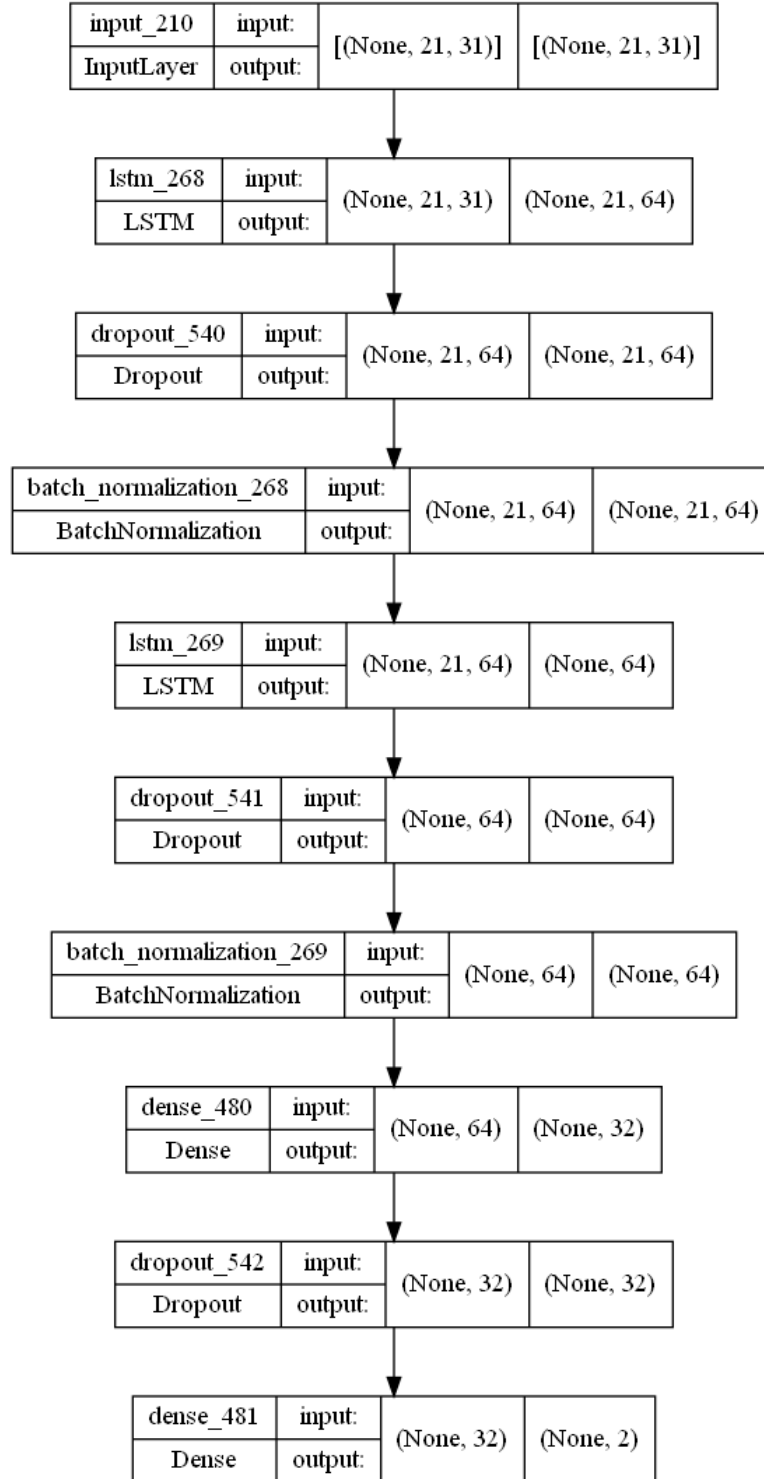 input_210 input: [(None, 21, 31)] [(None, 21, 31)]
InputLayer output:
lstm_268 input: (None, 21, 31) (None, 21, 64)
LSTM output:
dropout_540 input: (None, 21, 64) (None, 21, 64)
Dropout output:
batch_normalization_268 input: (None, 21, 64) (None, 21, 64)
BatchNormalization output:
lstm_269 input: (None, 21, 64) (None, 64)
LSTM output:
dropout_541 input: (None, 64) (None, 64)
Dropout output:
batch_normalization_269 input: (None, 64) (None, 64)
BatchNormalization output:
dense_480 input: (None, 64) (None, 32)
Dense output:
dropout_542 input: (None, 32) (None, 32)
Dropout output:
dense_481 input: (None, 32) (None, 2)
Dense output: